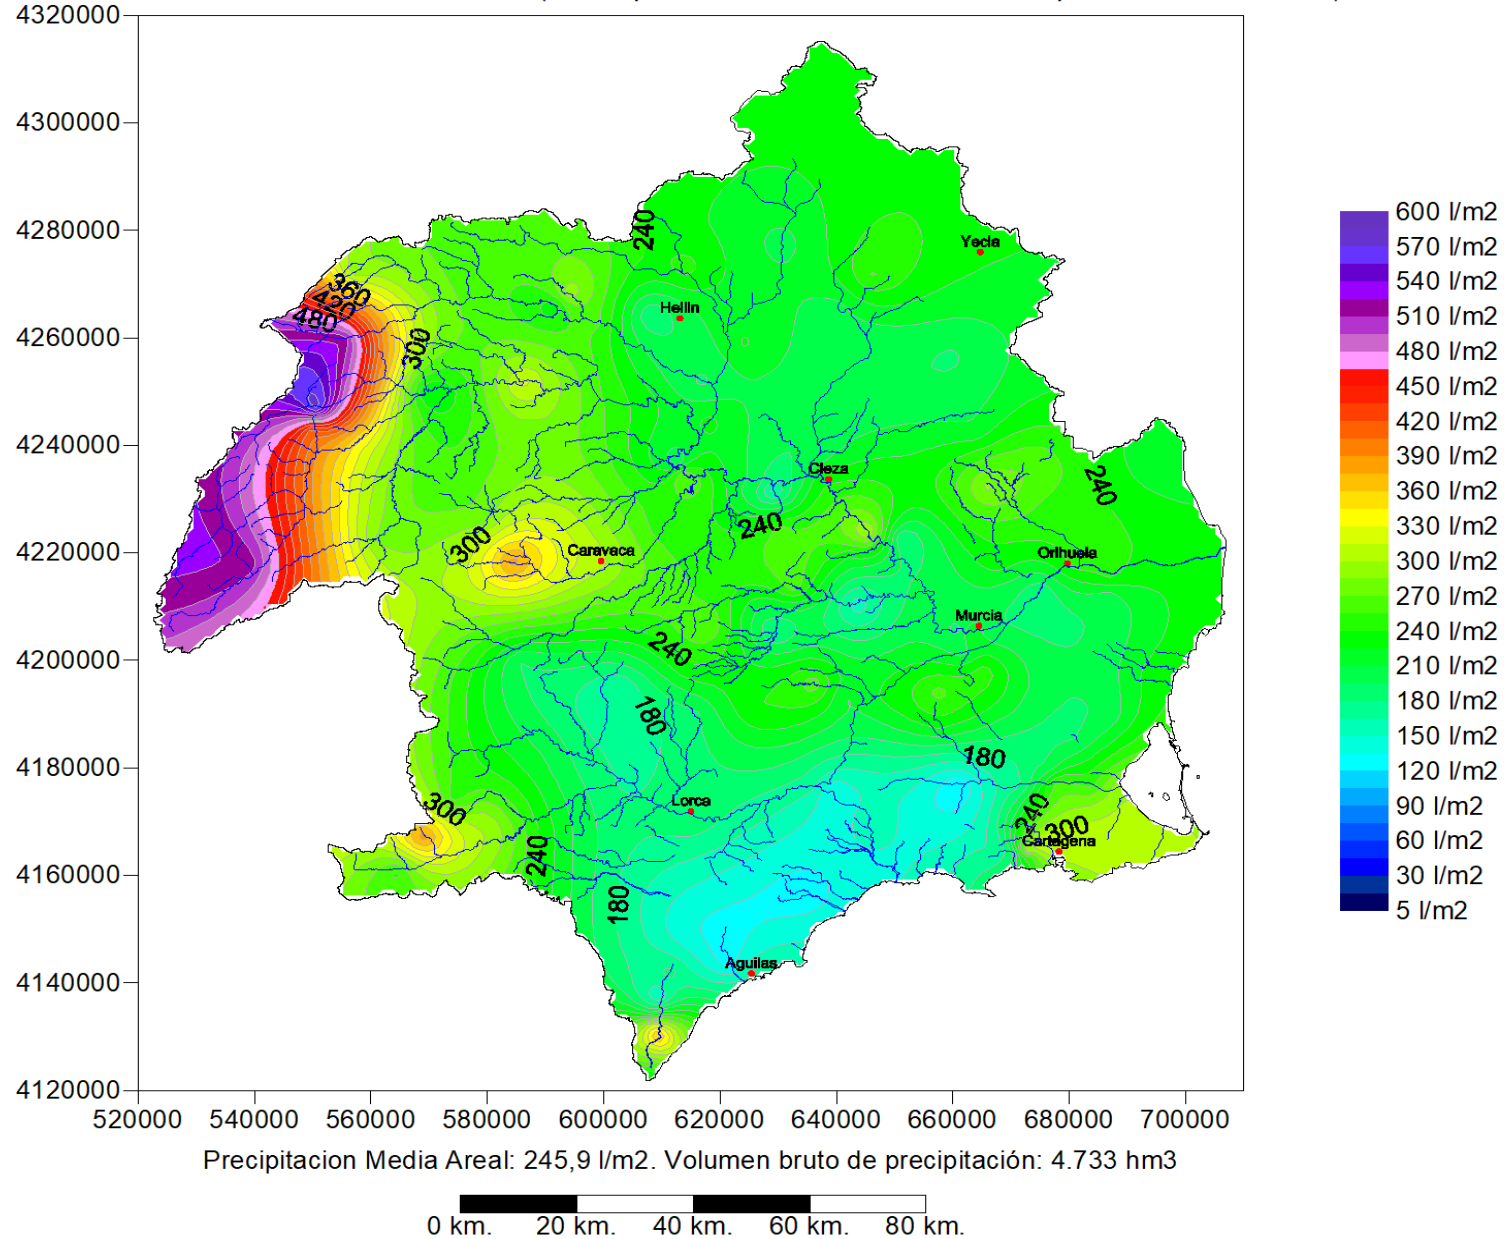 4320000
4300000
4280000
4260000
4240000
4220000
4200000
4180000
4160000
4140000
4120000
520000 540000 560000 580000 600000 620000 640000 660000 680000 700000
240
Yecla
360
420
480
300
Hellin
Cieza
240
240
300
Caravaca
Orihuela
Murcia
240
180
180
300
Lorca
240
300
Cartagena
240
180
Aguilas
600 l/m2
570 l/m2
540 l/m2
510 l/m2
480 l/m2
450 l/m2
420 l/m2
390 l/m2
360 l/m2
330 l/m2
300 l/m2
270 l/m2
240 l/m2
210 l/m2
180 l/m2
150 l/m2
120 l/m2
90 l/m2
60 l/m2
30 l/m2
5 l/m2
Precipitacion Media Areal: 245,9 l/m2. Volumen bruto de precipitación: 4.733 hm3
0 km. 20 km. 40 km. 60 km. 80 km.